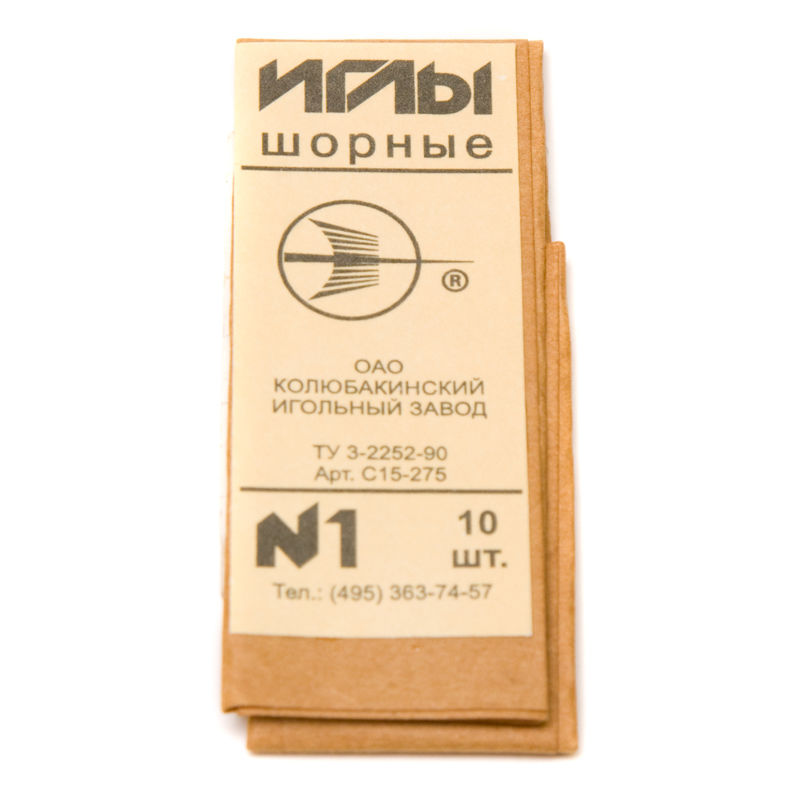 ИГЛЫ
шорные
®
ОАО
КОЛЮБАКИНСКИЙ
ИГОЛЬНЫЙ ЗАВОД
ТУ 3-2252-90
Арт. С15-275
N1
10
шт.
Тел.: (495) 363-74-57